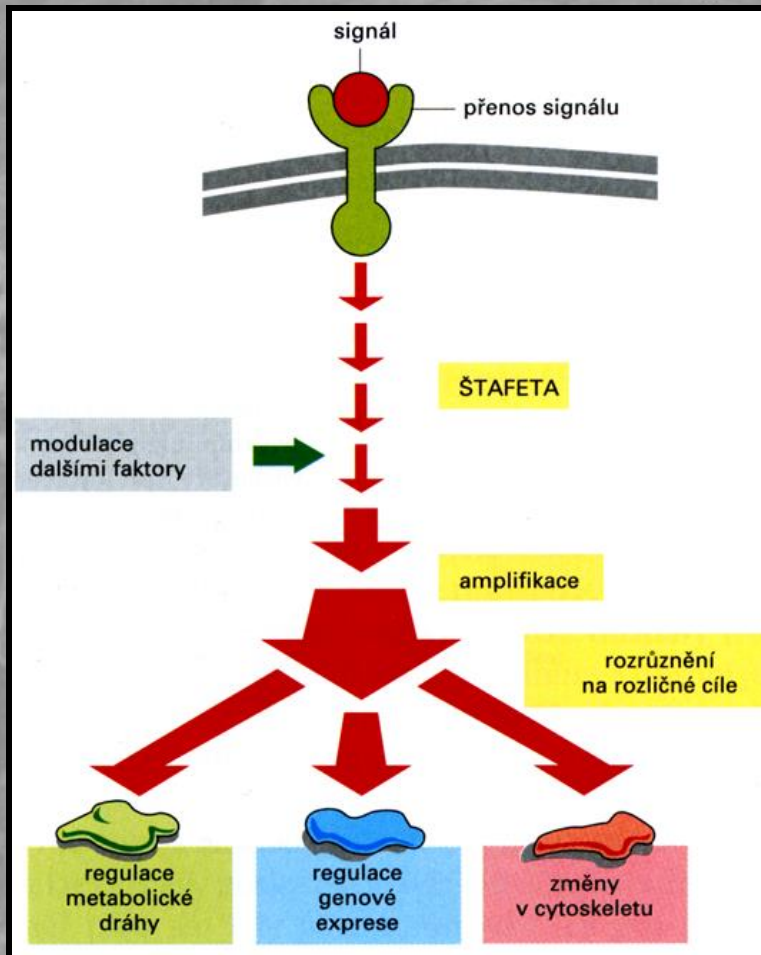 signál
přenos signálu
ŠTAFETA
modulace
dalšími faktory
amplifikace
rozrůznění
na rozličné cíle
regulace
metabolické
dráhy
regulace
genové
exprese
změny
v cytoskeletu